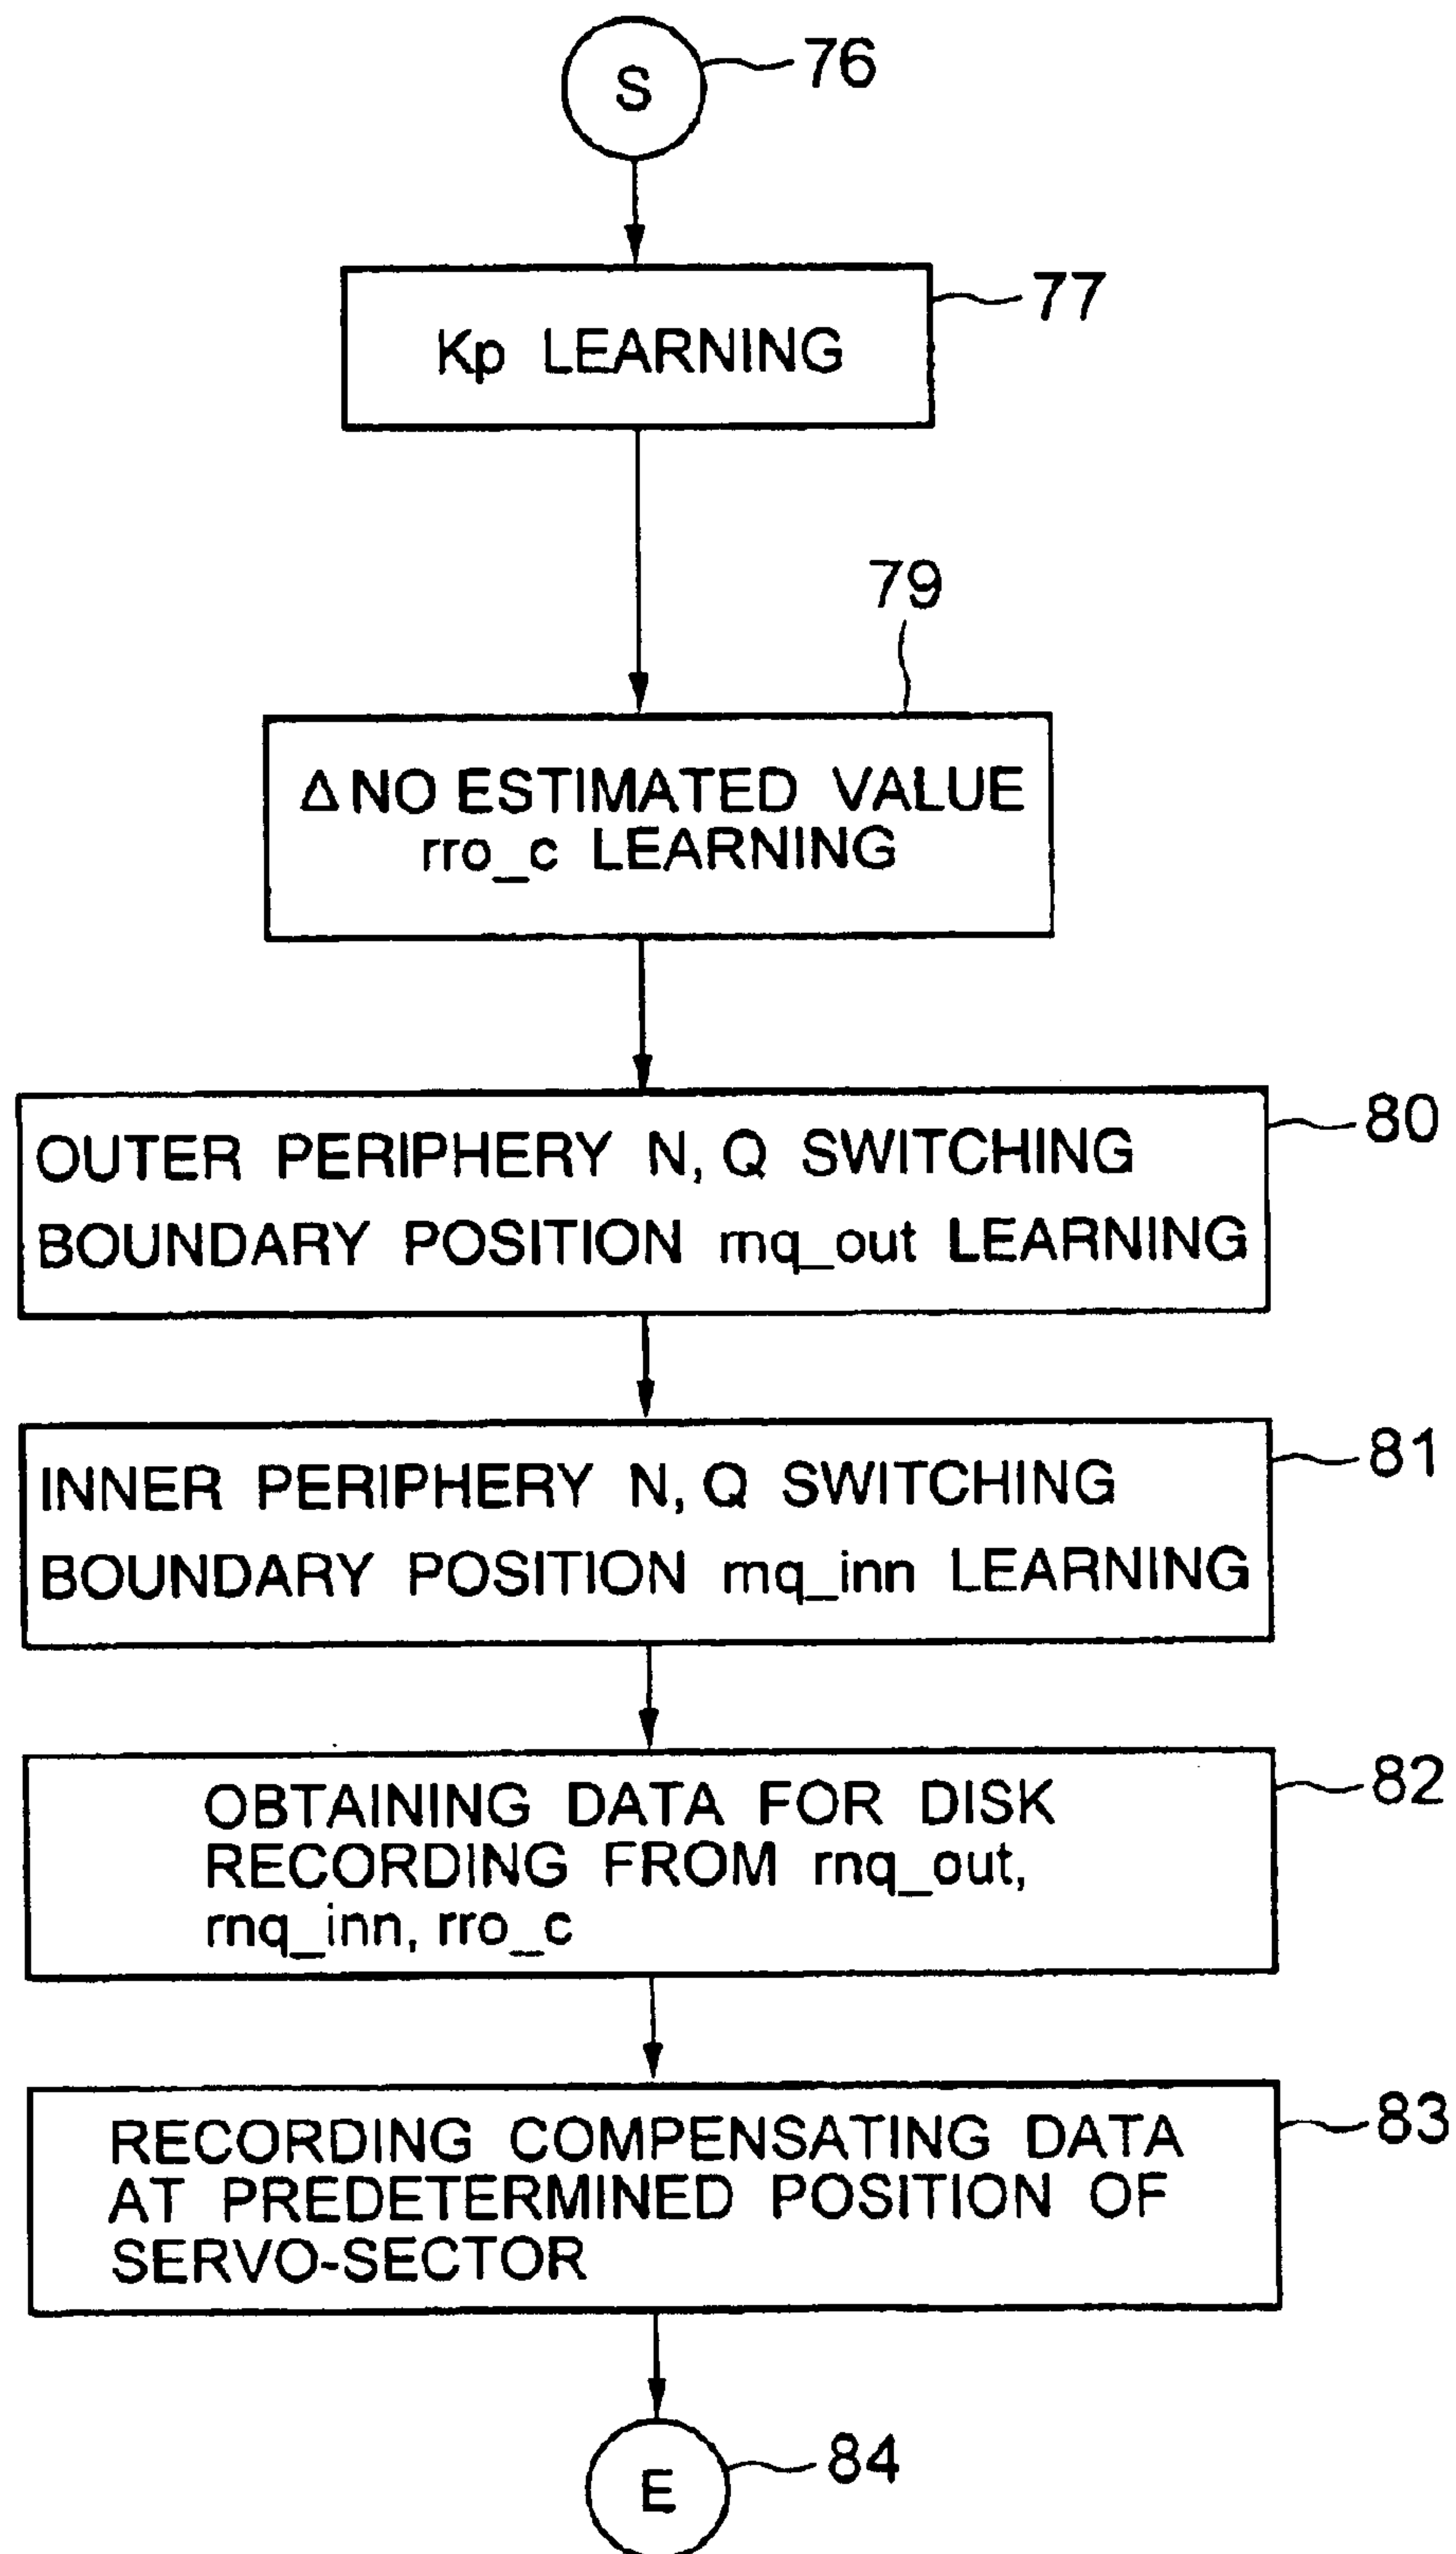 S
76
77
Kp LEARNING
79
Δ NO ESTIMATED VALUE
rro_c LEARNING
80
OUTER PERIPHERY N, Q SWITCHING
BOUNDARY POSITION rnq_out LEARNING
81
INNER PERIPHERY N, Q SWITCHING
BOUNDARY POSITION rnq_inn LEARNING
82
OBTAINING DATA FOR DISK
RECORDING FROM rnq_out,
rnq_inn, rro_c
83
RECORDING COMPENSATING DATA
AT PREDETERMINED POSITION OF
SERVO-SECTOR
84
E